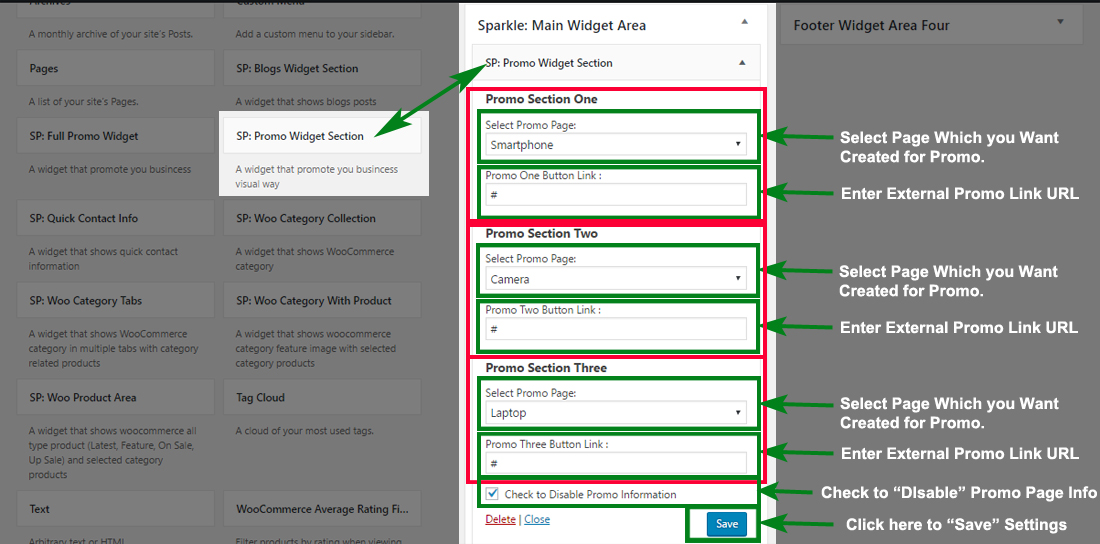 Archives
Custom Menu
A monthly archive of your site's Posts.
Add a custom menu to your sidebar.
Pages
SP: Blogs Widget Section
A list of your site's Pages.
A widget that shows blogs posts
SP: Full Promo Widget
SP: Promo Widget Section
A widget that promote you business
A widget that promote you buciness
visual way
SP: Quick Contact Info
SP: Woo Category Collection
A widget that shows quick contact
information
A widget that shows WooCommerce
category
SP: Woo Category Tabs
SP: Woo Category With Product
A widget that shows WooCommerce
category in multiple tabs with category
related products
A widget that shows woocommerce
category feature image with selected
category products
SP: Woo Product Area
Tag Cloud
A widget that shows woocommerce all
type product (Latest, Feature, On Sale,
Up Sale) and selected category
products
A cloud of your most used tags.
Text
WooCommerce Average Rating Fi...
Arbitrary text or HTML.
Filter products by rating when viewing
Sparkle: Main Widget Area
SP: Promo Widget Section
Promo Section One
Select Promo Page:
Smartphone
Promo One Button Link :
#
Promo Section Two
Select Promo Page:
Camera
Promo Two Button Link :
#
Promo Section Three
Select Promo Page:
Laptop
Promo Three Button Link :
#
Check to Disable Promo Information
Delete | Close
Save
Footer Widget Area Four
Select Page Which you Want
Created for Promo.
Enter External Promo Link URL
Select Page Which you Want
Created for Promo.
Enter External Promo Link URL
Select Page Which you Want
Created for Promo.
Enter External Promo Link URL
Check to “DIsable” Promo Page Info
Click here to “Save” Settings